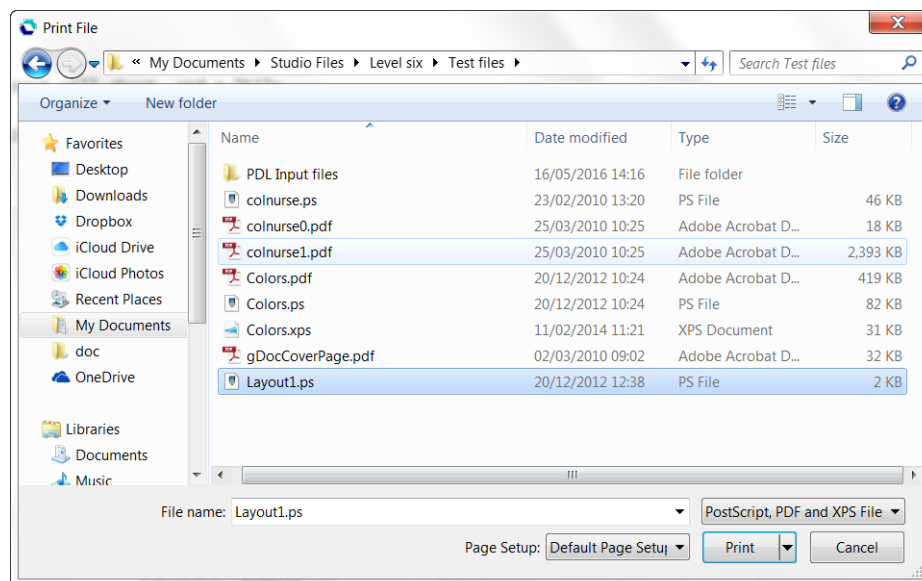 Print File
« My Documents Studio Files Level six Test files
Search Test files
Organize New folder
Name Date modified Type Size
Favorites
Desktop
Downloads
Dropbox
iCloud Drive
iCloud Photos
Recent Places
My Documents
doc
OneDrive
Libraries
Documents
Music
PDL Input files 16/05/2016 14:16 File folder
colnurse.ps 23/02/2010 13:20 PS File 46 KB
colnurse0.pdf 25/03/2010 10:25 Adobe Acrobat D... 18 KB
colnurse1.pdf 25/03/2010 10:25 Adobe Acrobat D... 2,393 KB
Colors.pdf 20/12/2012 10:24 Adobe Acrobat D... 419 KB
Colors.ps 20/12/2012 10:24 PS File 82 KB
Colors.xps 11/02/2014 11:21 XPS Document 31 KB
gDocCoverPage.pdf 02/03/2010 09:02 Adobe Acrobat D... 32 KB
Layout1.ps 20/12/2012 12:38 PS File 2 KB
File name: Layout1.ps PostScript, PDF and XPS File
Page Setup: Default Page Setu Print Cancel